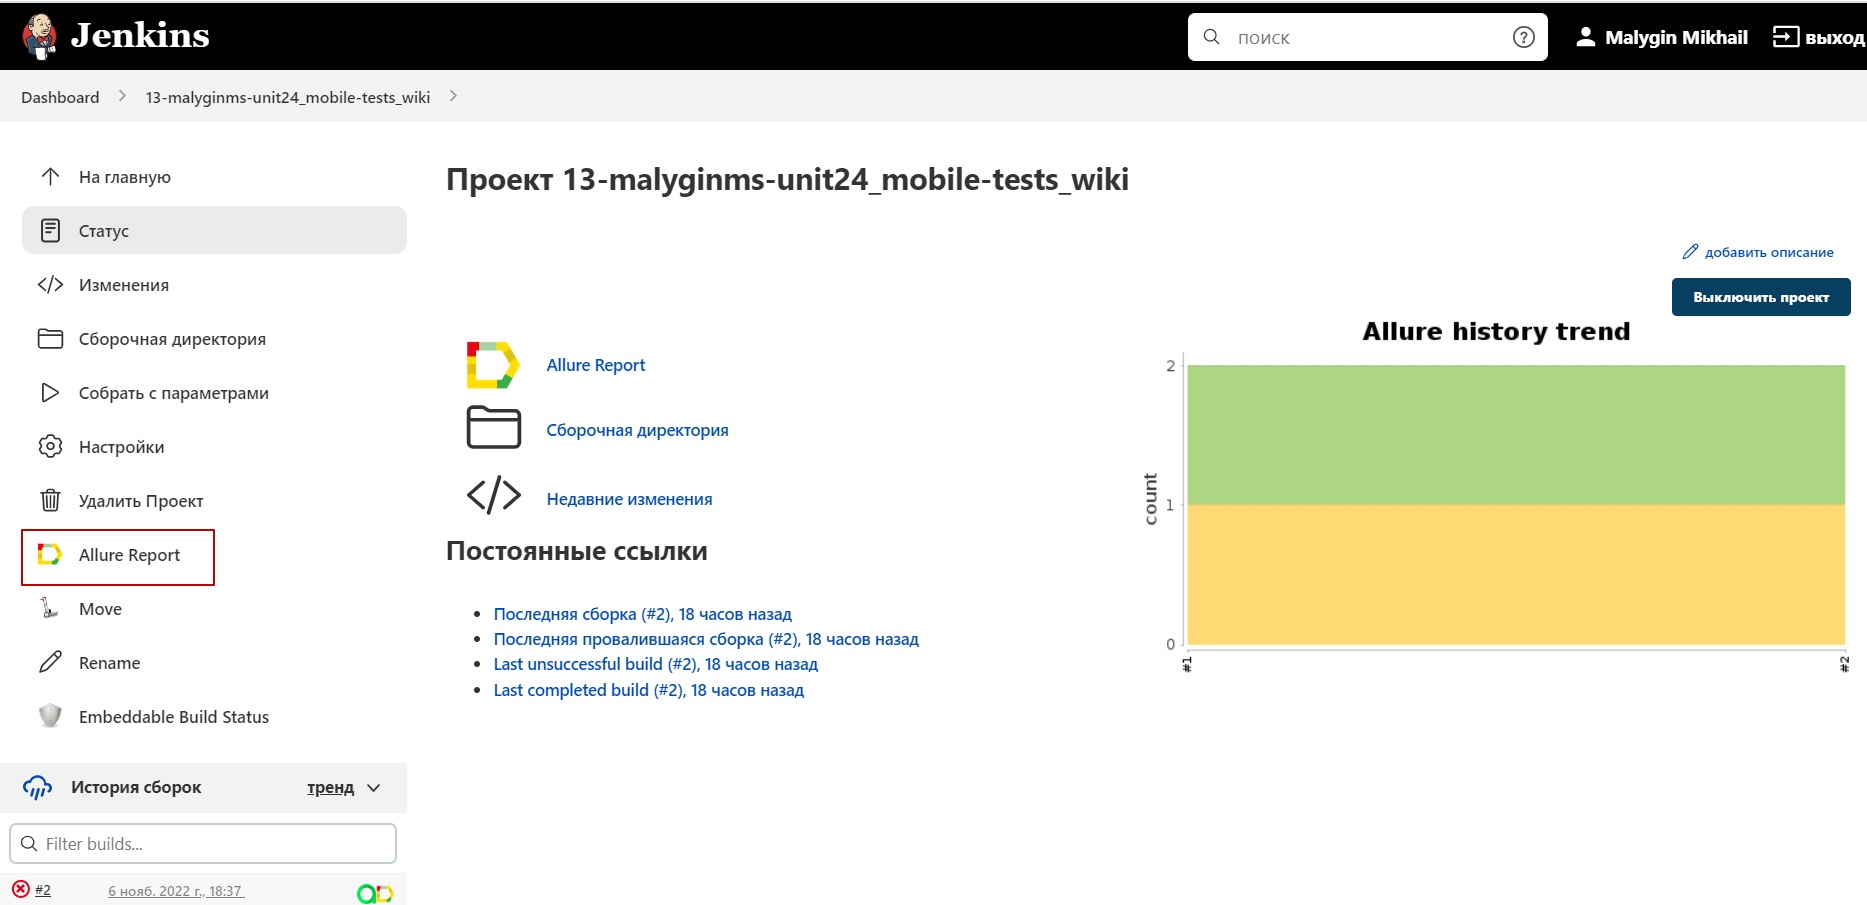 Jenkins
поиск
Malygin Mikhail
выход
Dashboard
13-malyginms-unit24_mobile-tests_wiki
На главную
Статус
Изменения
Сборочная директория
Собрать с параметрами
Настройки
Удалить Проект
Allure Report
Move
Rename
Embeddable Build Status
История сборок
тренд
Filter builds...
#2
6 нояб. 2022 г., 18:37
Проект 13-malyginms-unit24_mobile-tests_wiki
добавить описание
Выключить проект
Allure Report
Сборочная директория
Недавние изменения
Постоянные ссылки
Последняя сборка (#2), 18 часов назад
Последняя провалившаяся сборка (#2), 18 часов назад
Last unsuccessful build (#2), 18 часов назад
Last completed build (#2), 18 часов назад
Allure history trend
count
2
1
0
#1
#2